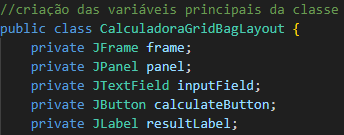 //criação das variáveis principais da classe
public class CalculadoraGridBagLayout {
    private JFrame frame;
    private JPanel panel;
    private JTextField inputField;
    private JButton calculateButton;
    private JLabel resultLabel;